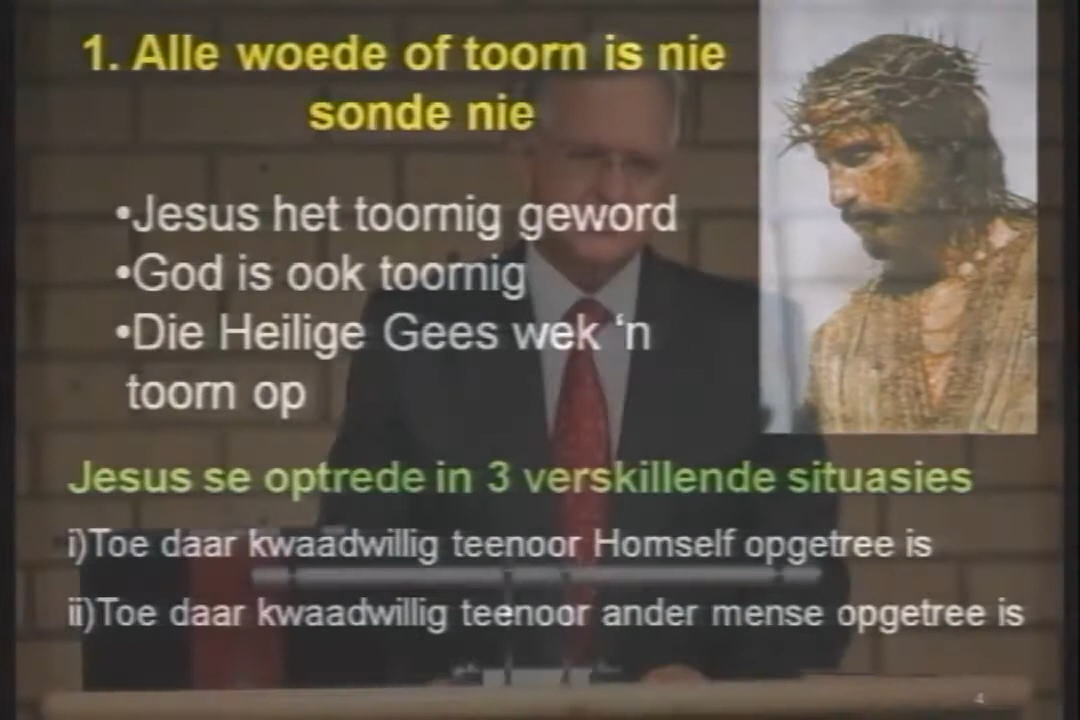 1. Alle woede of toorn is nie
sonde nie
•Jesus het toornig geword
•God is ook toornig
•Die Heilige Gees wek ‘n
toorn op
Jesus se optrede in 3 verskillende situasies
i)Toe daar kwaadwillig teenoor Homself opgetree is
ii)Toe daar kwaadwillig teenoor ander mense opgetree is
4